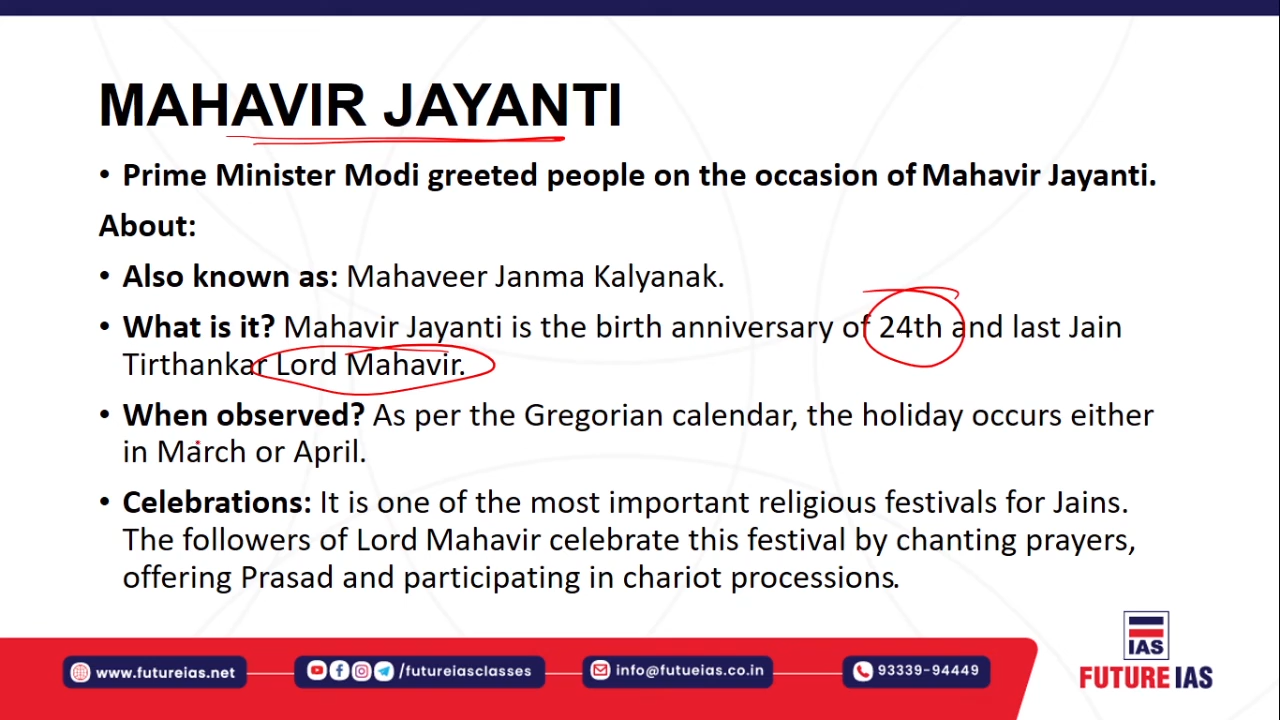 MAHAVIR JAYANTI
• Prime Minister Modi greeted people on the occasion of Mahavir Jayanti.
About:
• Also known as: Mahaveer Janma Kalyanak.
• What is it? Mahavir Jayanti is the birth anniversary of 24th and last Jain
Tirthankar Lord Mahavir.
• When observed? As per the Gregorian calendar, the holiday occurs either
in March or April.
• Celebrations: It is one of the most important religious festivals for Jains.
The followers of Lord Mahavir celebrate this festival by chanting prayers,
offering Prasad and participating in chariot processions.
IAS
www.futureias.net
/futureiasclasses
info@futueias.co.in
93339-94449
FUTURE IAS